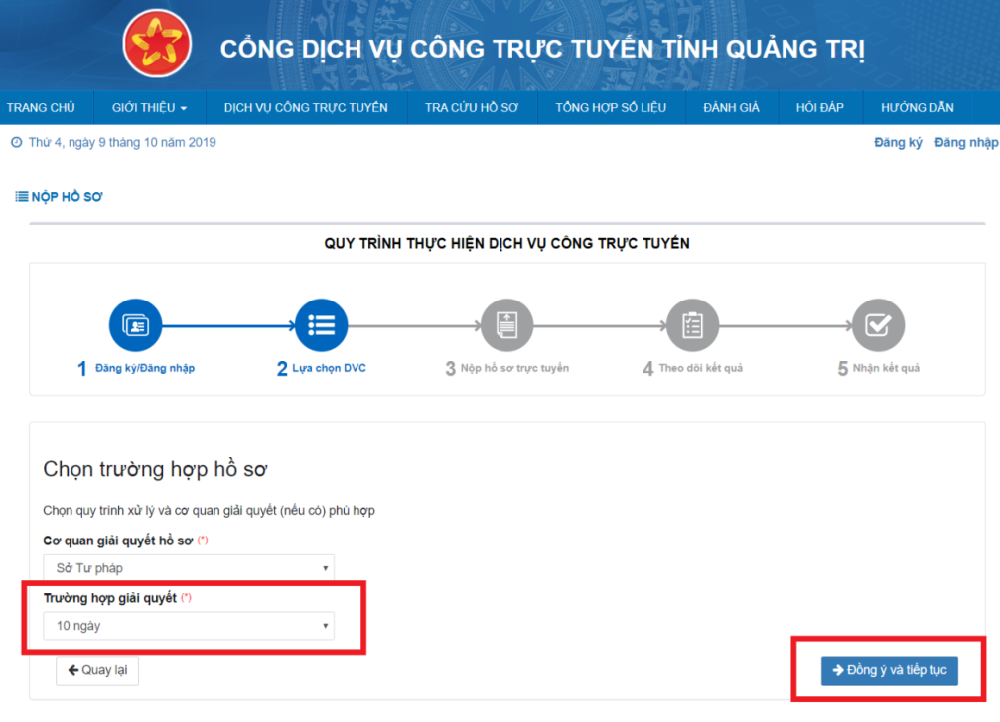 CỔNG DỊCH VỤ CÔNG TRỰC TUYẾN TỈNH QUẢNG TRỊ
TRANG CHỦ GIỚI THIỆU DỊCH VỤ CÔNG TRỰC TUYẾN TRA CỨU HỒ SƠ TỔNG HỢP SỐ LIỆU ĐÁNH GIÁ HỎI ĐÁP HƯỚNG DẪN
Thứ 4, ngày 9 tháng 10 năm 2019 Đăng ký Đăng nhập
NỘP HỒ SƠ
QUY TRÌNH THỰC HIỆN DỊCH VỤ CÔNG TRỰC TUYẾN
1 Đăng ký/Đăng nhập 2 Lựa chọn DVC 3 Nộp hồ sơ trực tuyến 4 Theo dõi kết quả 5 Nhận kết quả
Chọn trường hợp hồ sơ
Chọn quy trình xử lý và cơ quan giải quyết (nếu có) phù hợp
Cơ quan giải quyết hồ sơ (*)
Sở Tư pháp
Trường hợp giải quyết (*)
10 ngày
Quay lại Đồng ý và tiếp tục